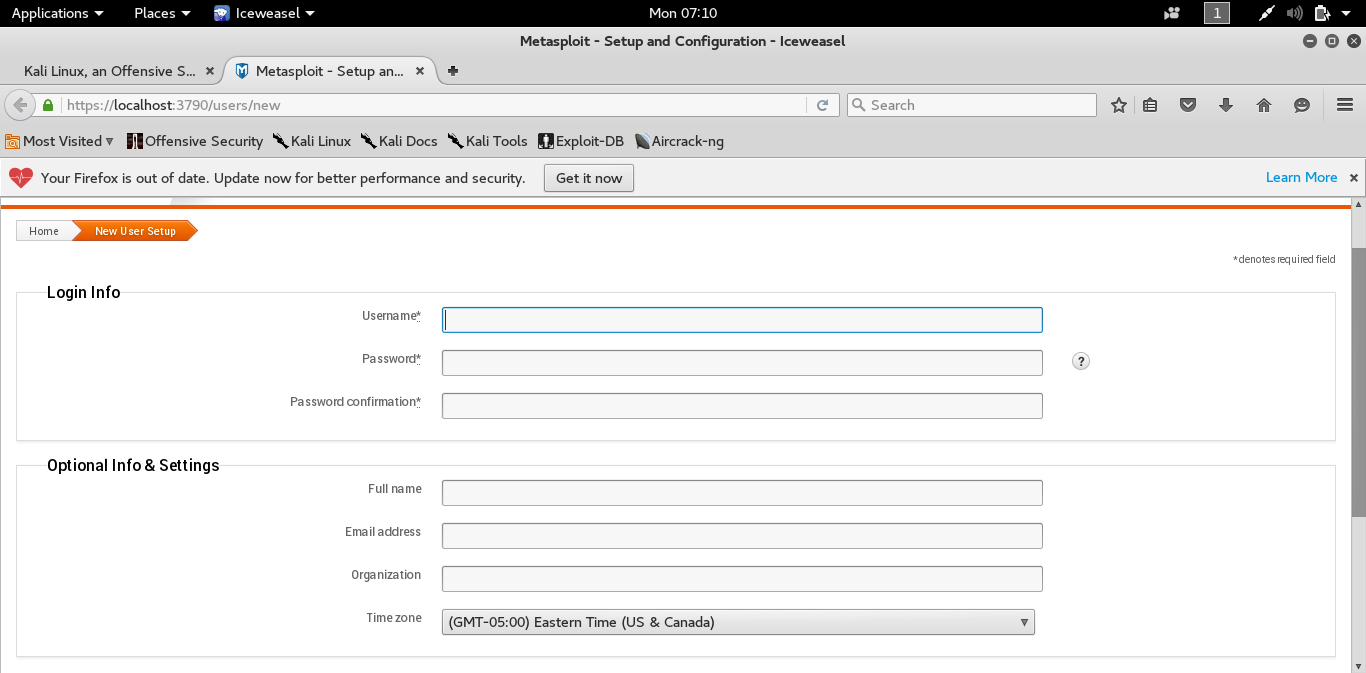 Applications Places Iceweasel Mon 07:10 1
Metasploit - Setup and Configuration - Iceweasel
Kali Linux, an Offensive S... Metasploit - Setup an...
https://localhost:3790/users/new Search
Most Visited Offensive Security Kali Linux Kali Docs Kali Tools Exploit-DB Aircrack-ng
Your Firefox is out of date. Update now for better performance and security. Get it now Learn More
Home New User Setup
* denotes required field
Login Info
Username*
Password* ?
Password confirmation*
Optional Info & Settings
Full name
Email address
Organization
Time zone (GMT-05:00) Eastern Time (US & Canada)